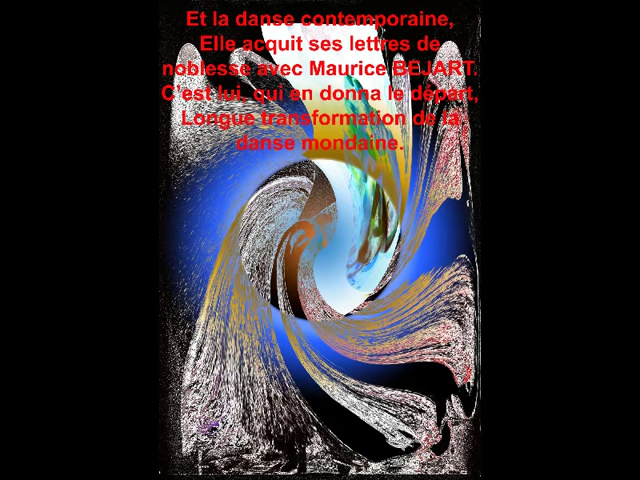 Et la danse contemporaine,
Elle acquit ses lettres de
noblesse avec Maurice BEJART.
C'est lui, qui en donna le départ,
Longue transformation de la
danse mondaine.